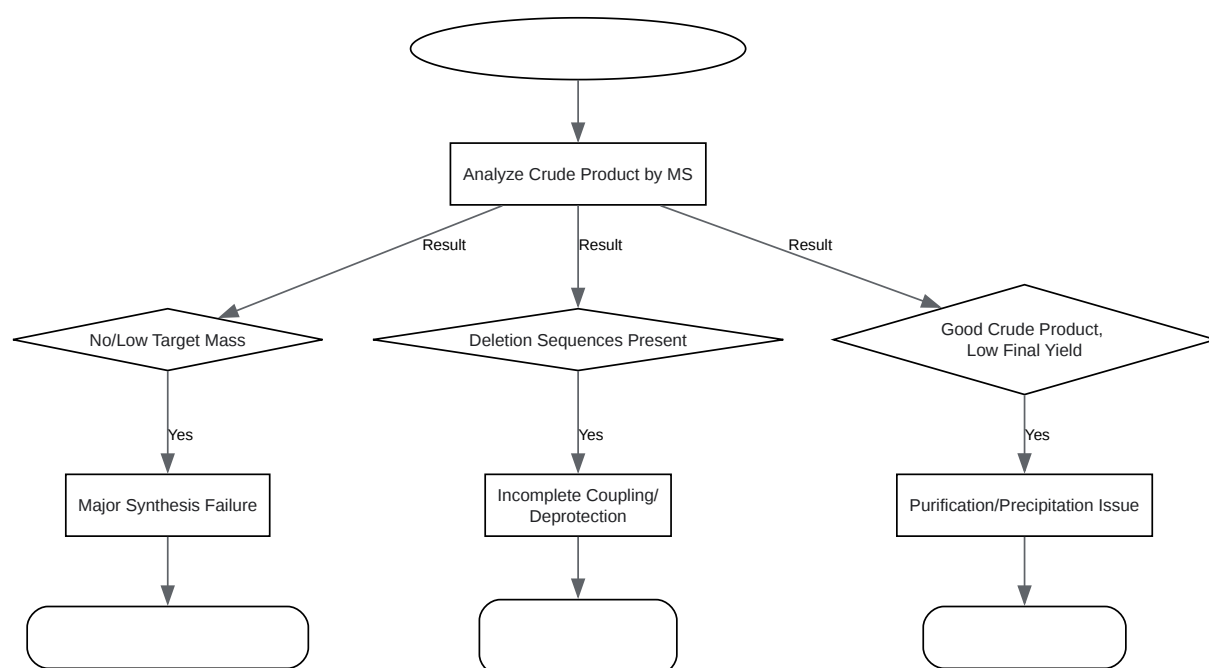 Analyze Crude Product by MS
Result
Result
Result
No/Low Target Mass
Deletion Sequences Present
Good Crude Product,
Low Final Yield
Yes
Yes
Yes
Major Synthesis Failure
Incomplete Coupling/
Deprotection
Purification/Precipitation Issue